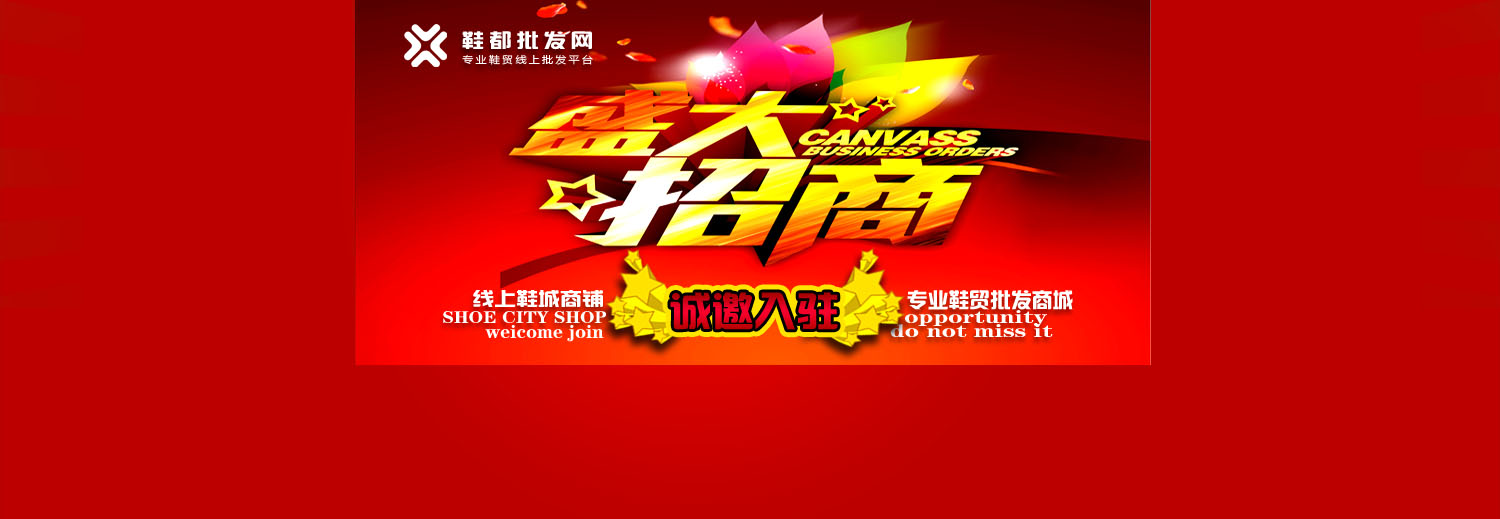 鞋都批发网
专业鞋贸线上批发平台
盛大
CANVASS
BUSINESS ORDERS
招商
线上鞋城商铺
SHOE CITY SHOP
weicome join
诚邀入驻
专业鞋贸批发商城
opportunity
do not miss it